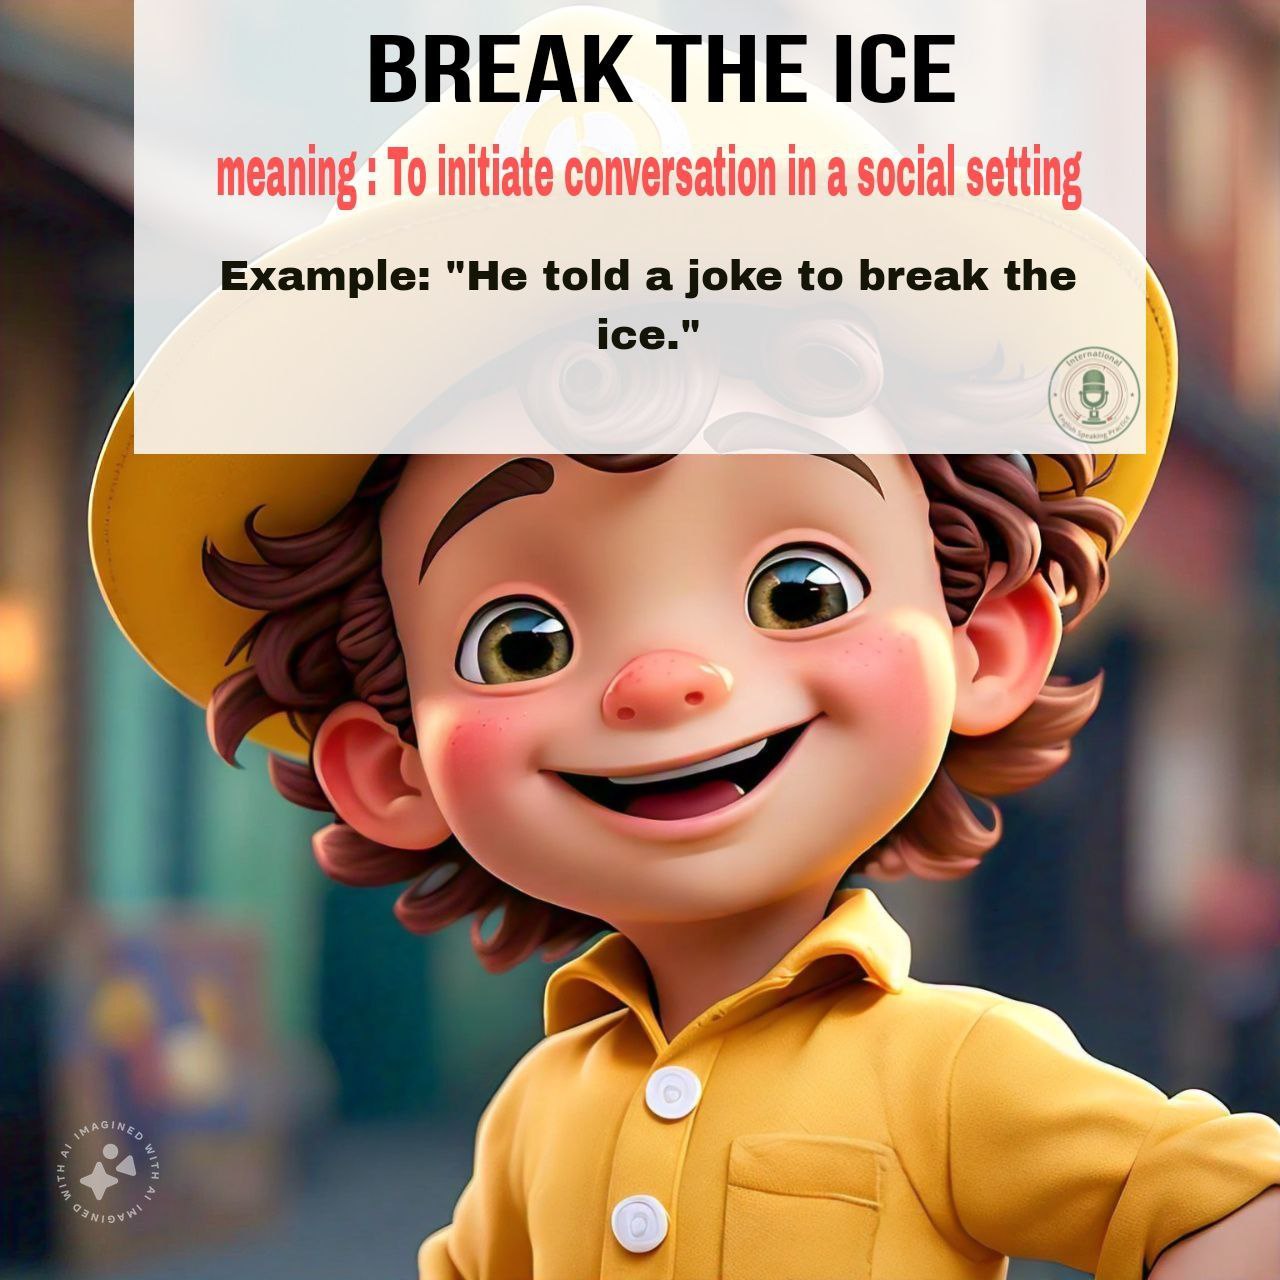 BREAK THE ICE
meaning : To initiate conversation in a social setting
Example: "He told a joke to break the
ice."
International
English Speaking Practice
IMAGINED WITH AI IMAGINED WITH AI